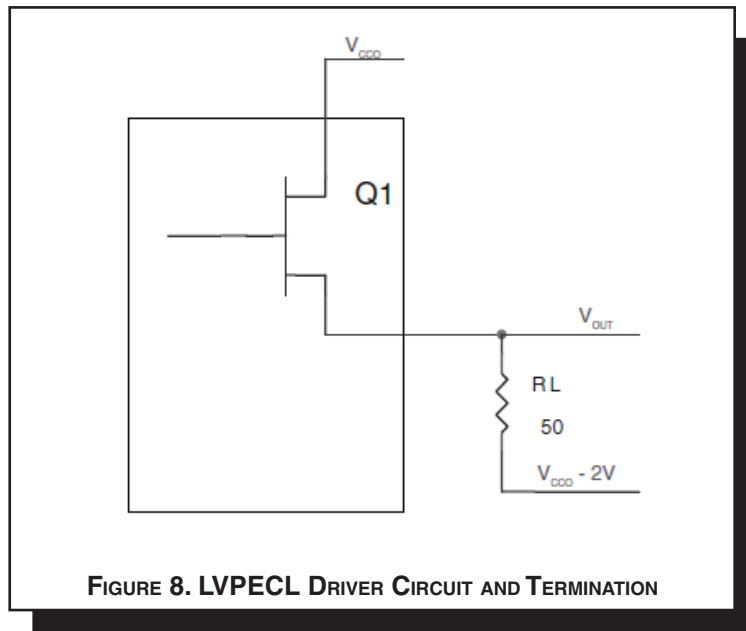 V_CCO
Q1
V_OUT
RL
50
V_CCO - 2V
FIGURE 8. LVPECL DRIVER CIRCUIT AND TERMINATION